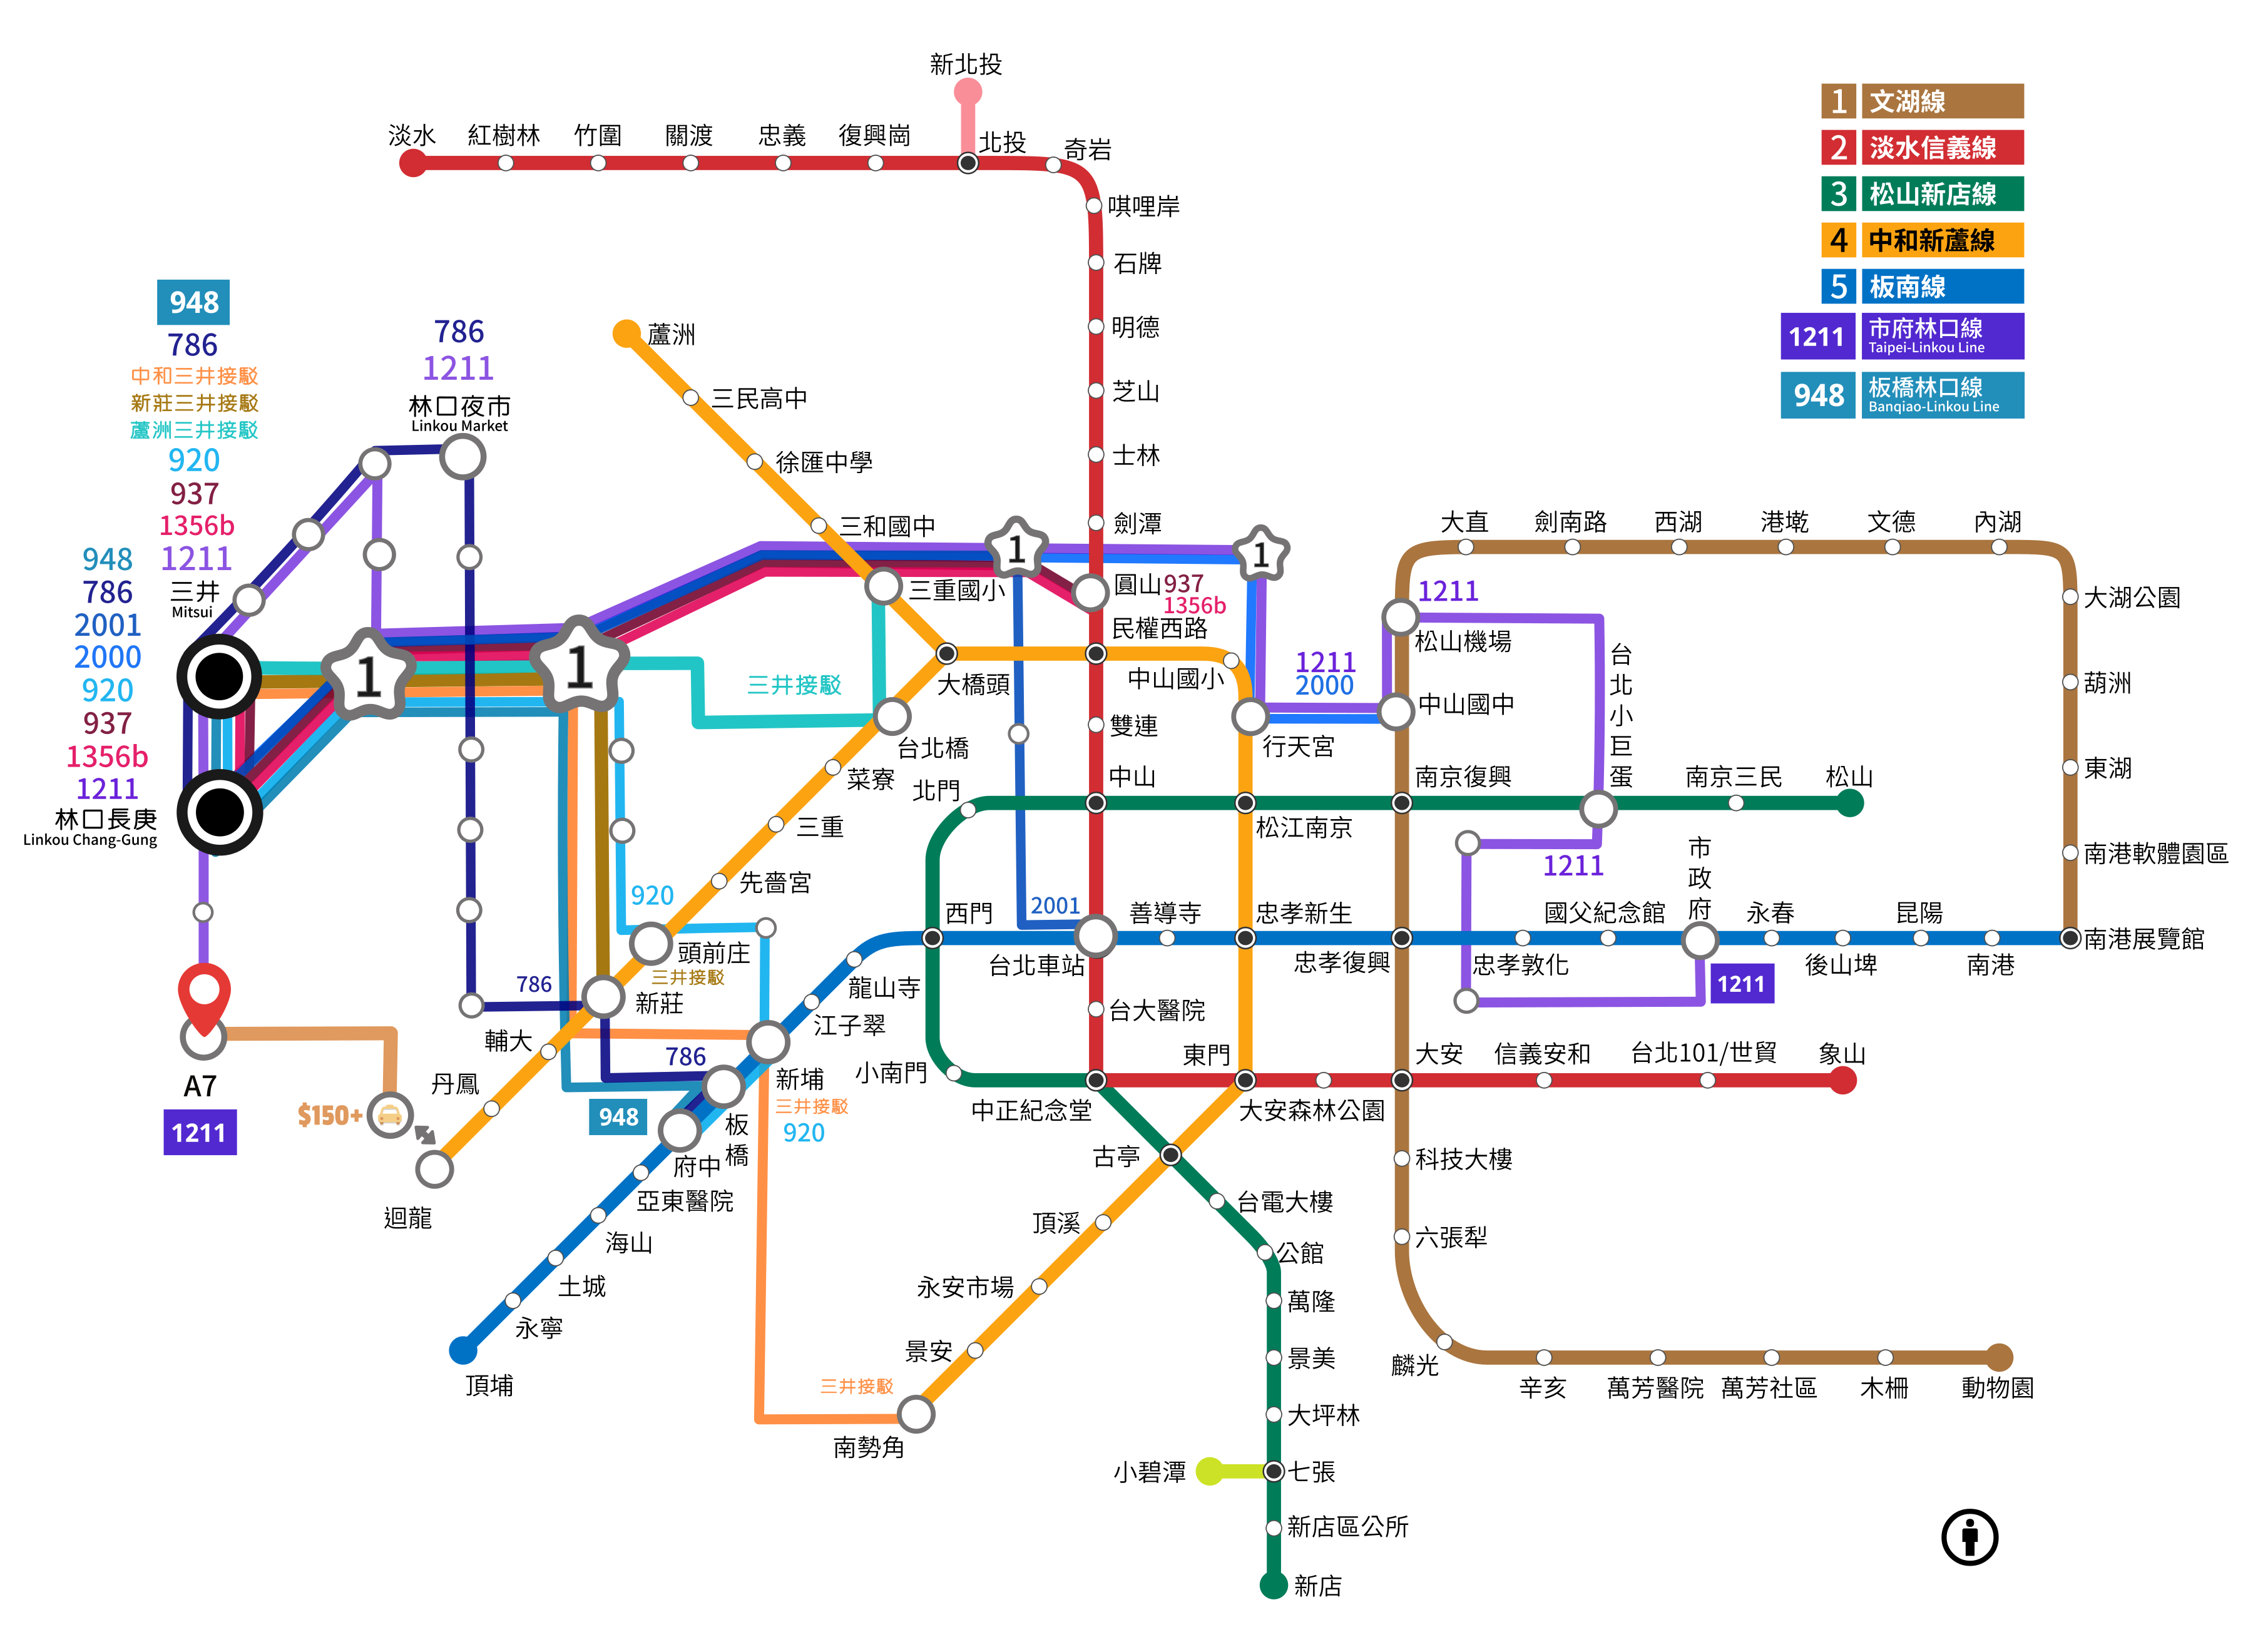 新北投
淡水
紅樹林
竹圍
關渡
忠義
復興崗
北投
奇岩
唭哩岸
石牌
明德
芝山
士林
劍潭
圓山
937
1356b
民權西路
雙連
中山
1 文湖線
2 淡水信義線
3 松山新店線
4 中和新蘆線
5 板南線
1211 市府林口線
Taipei-Linkou Line
948 板橋林口線
Banqiao-Linkou Line
948
786
中和三井接駁
新莊三井接駁
蘆洲三井接駁
920
937
1356b
1211
三井
Mitsui
948
786
2001
2000
920
937
1356b
1211
林口長庚
Linkou Chang-Gung
786
1211
林口夜市
Linkou Market
蘆洲
三民高中
徐匯中學
三和國中
三重國小
大橋頭
1
1
1
1
三井接駁
台北橋
菜寮
三重
先嗇宮
920
頭前庄
三井接駁
786
新莊
輔大
丹鳳
迴龍
A7
1211
$150+
786
948
新埔
三井接駁
920
板橋
府中
亞東醫院
海山
土城
永寧
頂埔
龍山寺
江子翠
西門
北門
小南門
2001
台北車站
善導寺
台大醫院
中正紀念堂
中山國小
行天宮
1211
2000
松江南京
忠孝新生
東門
大安森林公園
大安
信義安和
台北101/世貿
象山
大直
劍南路
西湖
港墘
文德
內湖
大湖公園
葫洲
東湖
南港軟體園區
南港展覽館
1211
松山機場
中山國中
南京復興
台北小巨蛋
南京三民
松山
1211
忠孝復興
忠孝敦化
國父紀念館
市政府
1211
永春
後山埤
昆陽
南港
科技大樓
六張犁
麟光
辛亥
萬芳醫院
萬芳社區
木柵
動物園
古亭
台電大樓
公館
萬隆
景美
大坪林
七張
小碧潭
新店區公所
新店
頂溪
永安市場
景安
三井接駁
南勢角